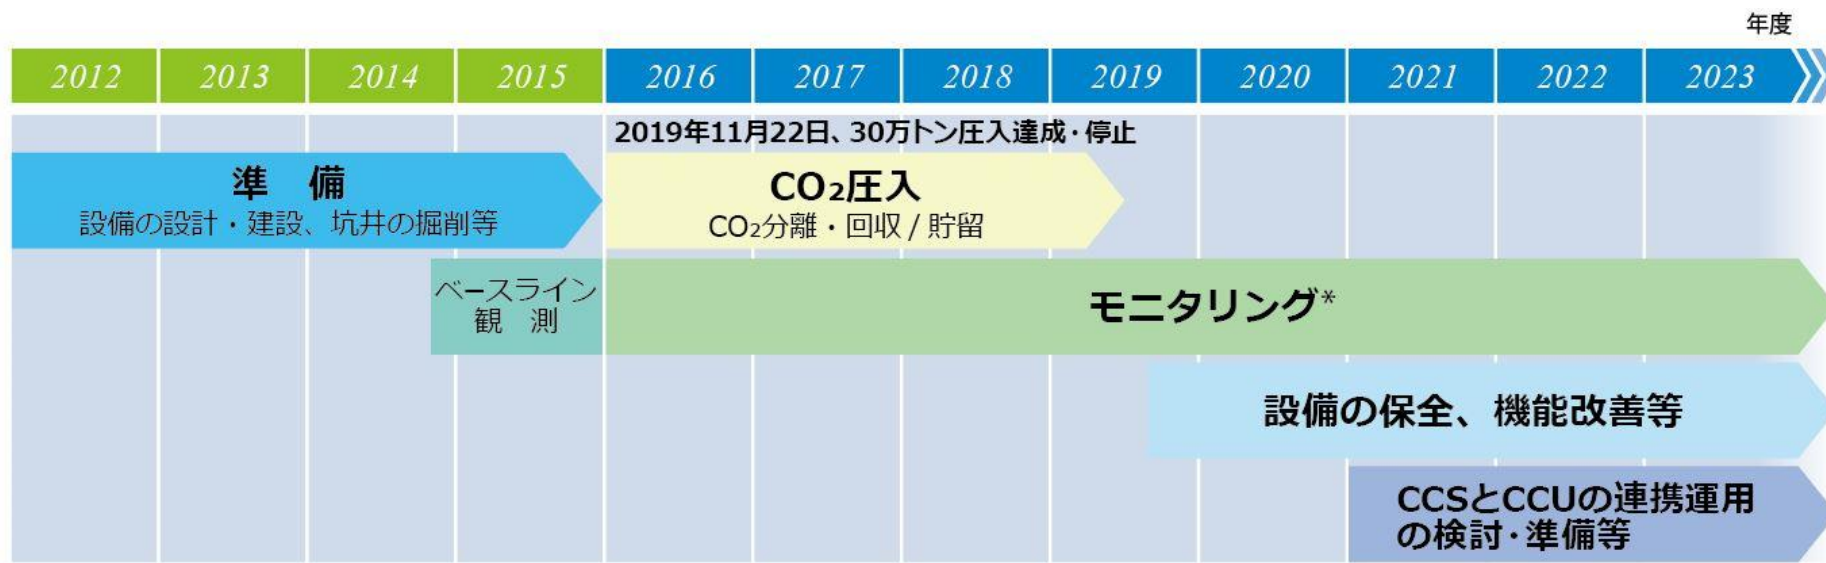 年度
2012 2013 2014 2015 2016 2017 2018 2019 2020 2021 2022 2023
2019年11月22日、30万トン圧入達成・停止
準　備
設備の設計・建設、坑井の掘削等
CO₂圧入
CO₂分離・回収 / 貯留
ベースライン
観　測
モニタリング*
設備の保全、機能改善等
CCSとCCUの連携運用
の検討・準備等